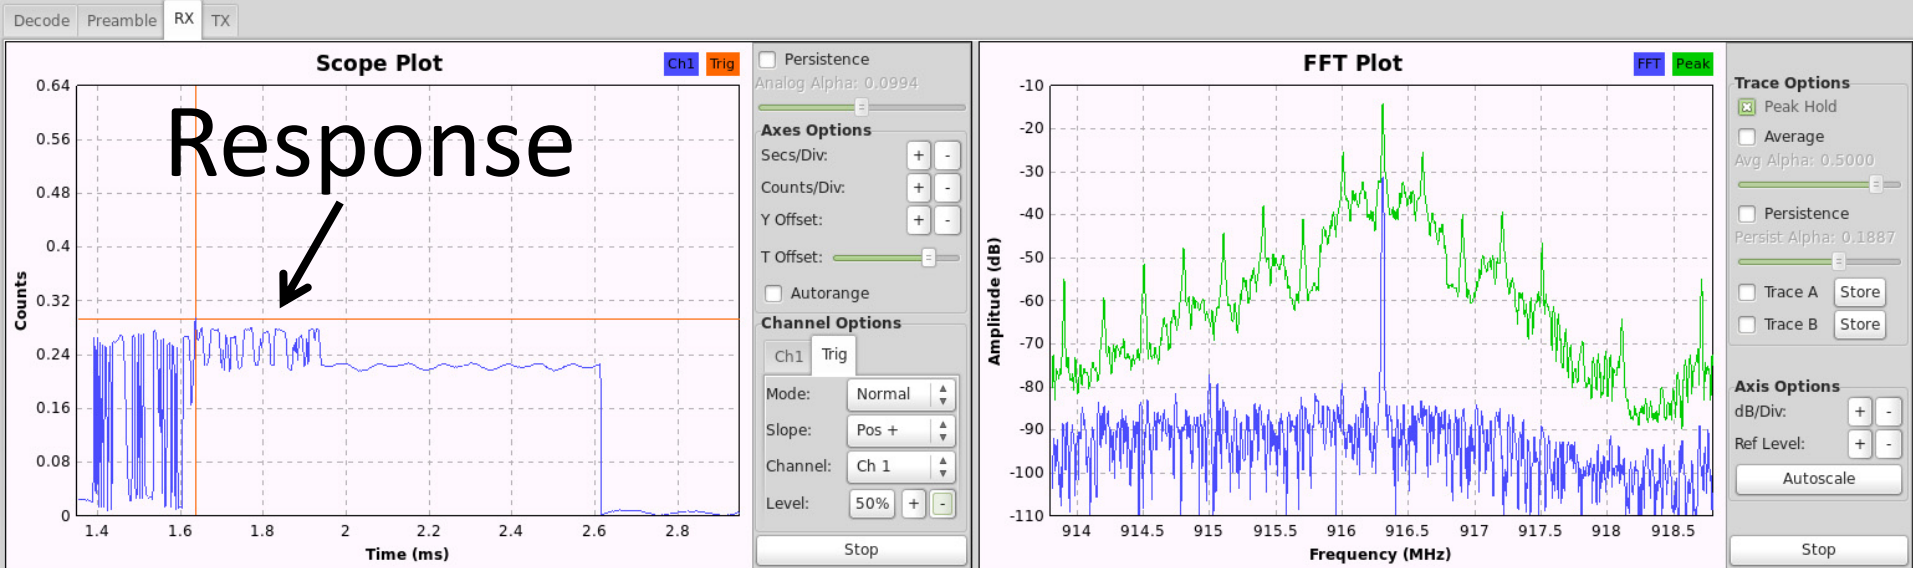 Decode Preamble RX TX
Scope Plot
Ch1 Trig
Response
0.64
0.56
0.48
0.4
0.32
0.24
0.16
0.08
0
Counts
1.4 1.6 1.8 2 2.2 2.4 2.6 2.8
Time (ms)
Persistence
Analog Alpha: 0.0994
Axes Options
Secs/Div: + -
Counts/Div: + -
Y Offset: + -
T Offset:
Autorange
Channel Options
Ch1 Trig
Mode: Normal
Slope: Pos +
Channel: Ch 1
Level: 50% + -
Stop
FFT Plot
FFT Peak
-10
-20
-30
-40
-50
-60
-70
-80
-90
-100
-110
Amplitude (dB)
914 914.5 915 915.5 916 916.5 917 917.5 918 918.5
Frequency (MHz)
Trace Options
Peak Hold
Average
Avg Alpha: 0.5000
Persistence
Persist Alpha: 0.1887
Trace A Store
Trace B Store
Axis Options
dB/Div: + -
Ref Level: + -
Autoscale
Stop